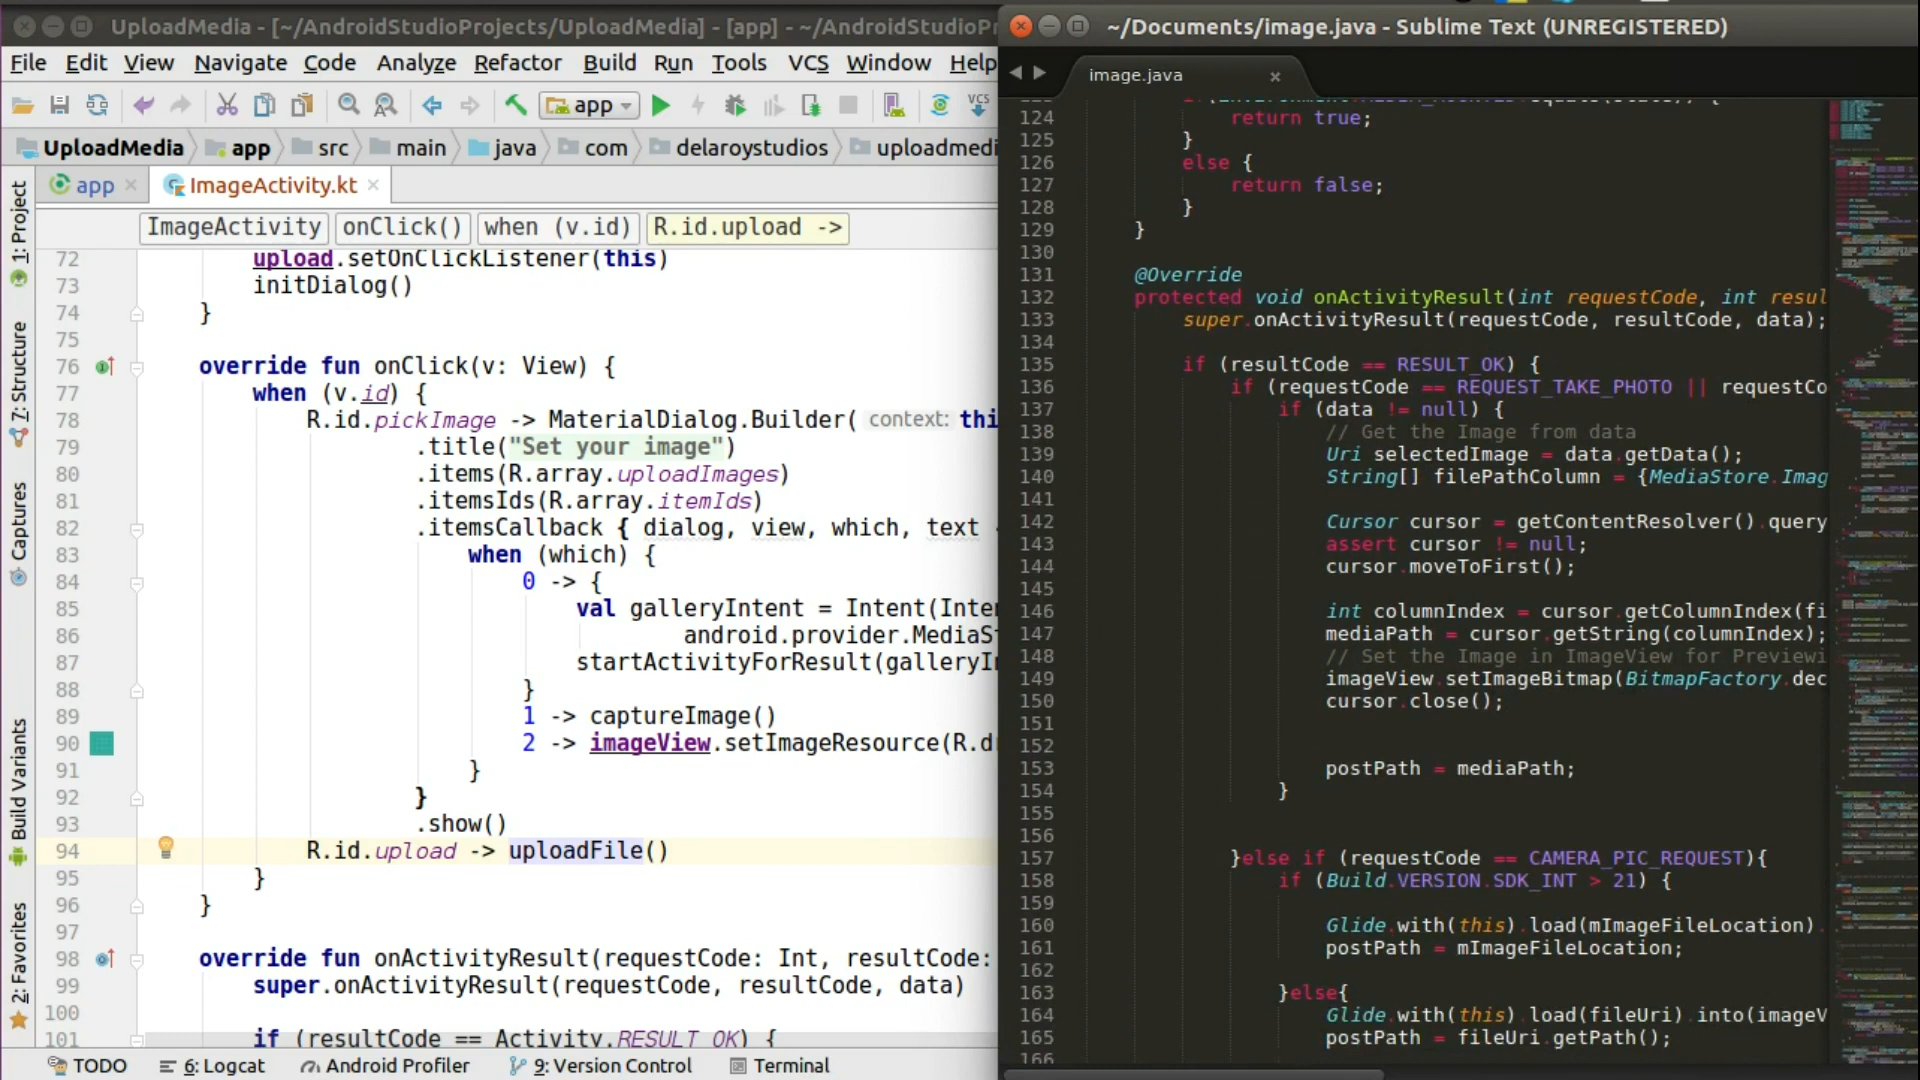 UploadMedia - [~/AndroidStudioProjects/UploadMedia] - [app] - ~/AndroidStudioPr
File Edit View Navigate Code Analyze Refactor Build Run Tools VCS Window Help
app
VCS
UploadMedia app src main java com delaroystudios uploadmedi
app
ImageActivity.kt
ImageActivity onClick() when (v.id) R.id.upload ->
1: Project
7: Structure
Captures
Build Variants
2: Favorites
72 upload.setOnClickListener(this)
73 initDialog()
74 }
75
76 override fun onClick(v: View) {
77 when (v.id) {
78 R.id.pickImage -> MaterialDialog.Builder( context: thi
79 .title("Set your image")
80 .items(R.array.uploadImages)
81 .itemsIds(R.array.itemIds)
82 .itemsCallback { dialog, view, which, text
83 when (which) {
84 0 -> {
85 val galleryIntent = Intent(Inten
86 android.provider.MediaSt
87 startActivityForResult(galleryIn
88 }
89 1 -> captureImage()
90 2 -> imageView.setImageResource(R.dr
91 }
92 }
93 .show()
94 R.id.upload -> uploadFile()
95 }
96 }
97
98 override fun onActivityResult(requestCode: Int, resultCode:
99 super.onActivityResult(requestCode, resultCode, data)
100
101 if (resultCode == Activity.RESULT_OK) {
TODO 6: Logcat Android Profiler 9: Version Control Terminal
~/Documents/image.java - Sublime Text (UNREGISTERED)
image.java
124 return true;
125 }
126 else {
127 return false;
128 }
129 }
130
131 @Override
132 protected void onActivityResult(int requestCode, int resul
133 super.onActivityResult(requestCode, resultCode, data);
134
135 if (resultCode == RESULT_OK) {
136 if (requestCode == REQUEST_TAKE_PHOTO || requestCo
137 if (data != null) {
138 // Get the Image from data
139 Uri selectedImage = data.getData();
140 String[] filePathColumn = {MediaStore.Imag
141
142 Cursor cursor = getContentResolver().query
143 assert cursor != null;
144 cursor.moveToFirst();
145
146 int columnIndex = cursor.getColumnIndex(fi
147 mediaPath = cursor.getString(columnIndex);
148 // Set the Image in ImageView for Previewi
149 imageView.setImageBitmap(BitmapFactory.dec
150 cursor.close();
151
152
153 postPath = mediaPath;
154 }
155
156
157 }else if (requestCode == CAMERA_PIC_REQUEST){
158 if (Build.VERSION.SDK_INT > 21) {
159
160 Glide.with(this).load(mImageFileLocation).
161 postPath = mImageFileLocation;
162
163 }else{
164 Glide.with(this).load(fileUri).into(imageV
165 postPath = fileUri.getPath();
166